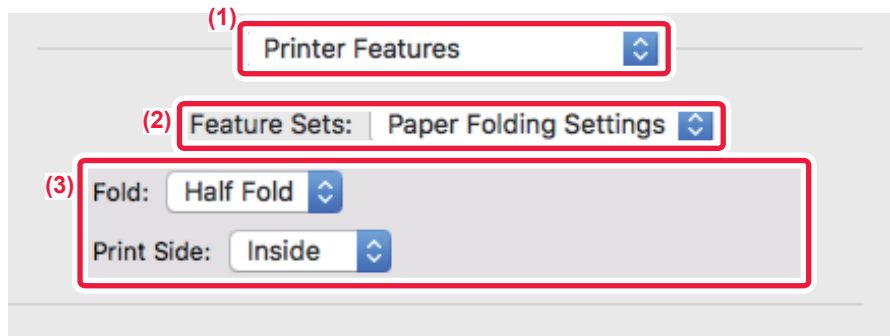 (1)
Printer Features
(2) Feature Sets: Paper Folding Settings
(3)
Fold: Half Fold
Print Side: Inside